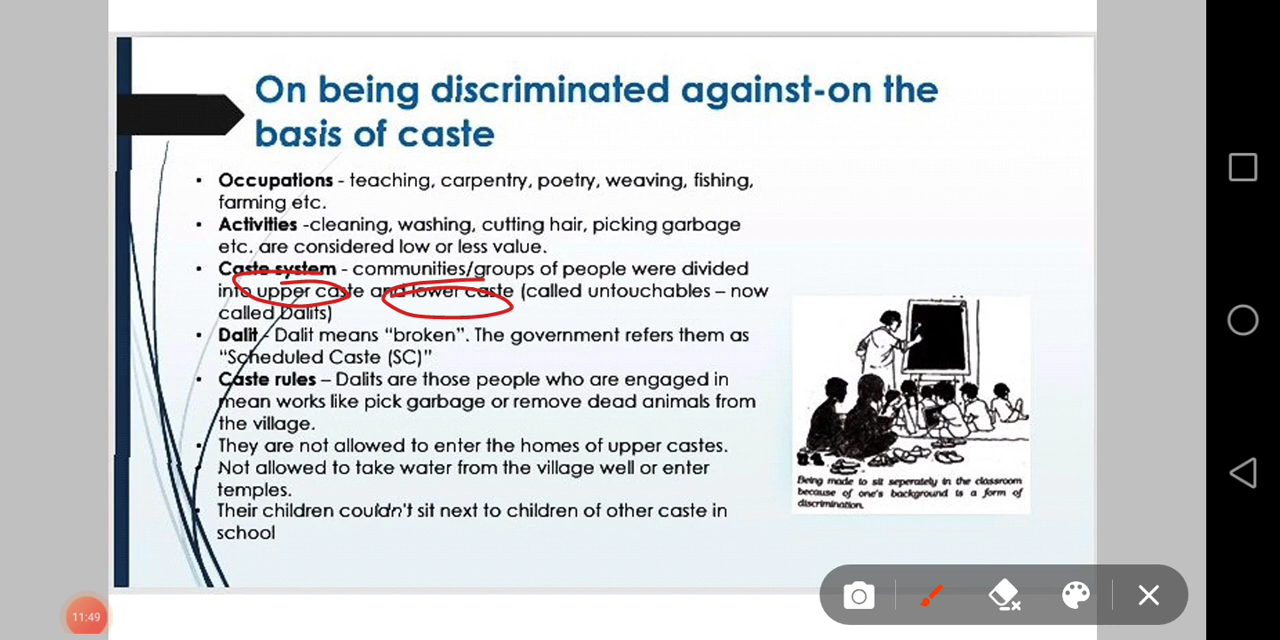 On being discriminated against-on the
basis of caste
• Occupations - teaching, carpentry, poetry, weaving, fishing,
farming etc.
• Activities -cleaning, washing, cutting hair, picking garbage
etc. are considered low or less value.
• Caste system - communities/groups of people were divided
into upper caste and lower caste (called untouchables – now
called Dalits)
• Dalit - Dalit means “broken”. The government refers them as
“Scheduled Caste (SC)”
• Caste rules – Dalits are those people who are engaged in
mean works like pick garbage or remove dead animals from
the village.
• They are not allowed to enter the homes of upper castes.
Not allowed to take water from the village well or enter
temples.
• Their children couldn't sit next to children of other caste in
school
Being made to sit seperately in the classroom
because of one's background is a form of
discrimination.
11:49